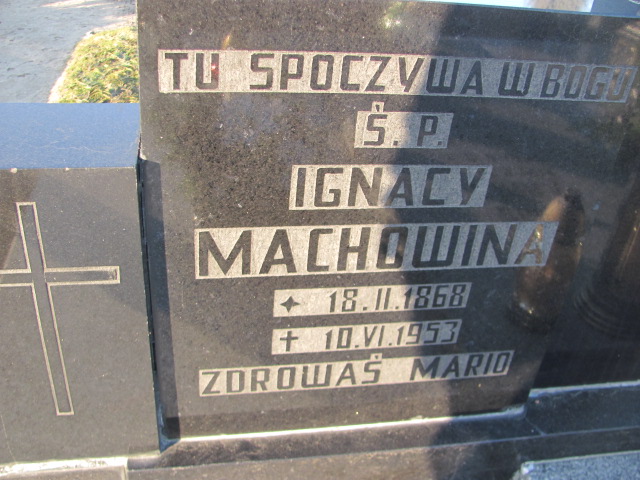 TU SPOCZYWA W BOGU
Ś. P.
IGNACY
MACHOWINA
18.II.1868
10.VI.1953
ZDROWAŚ MARIO